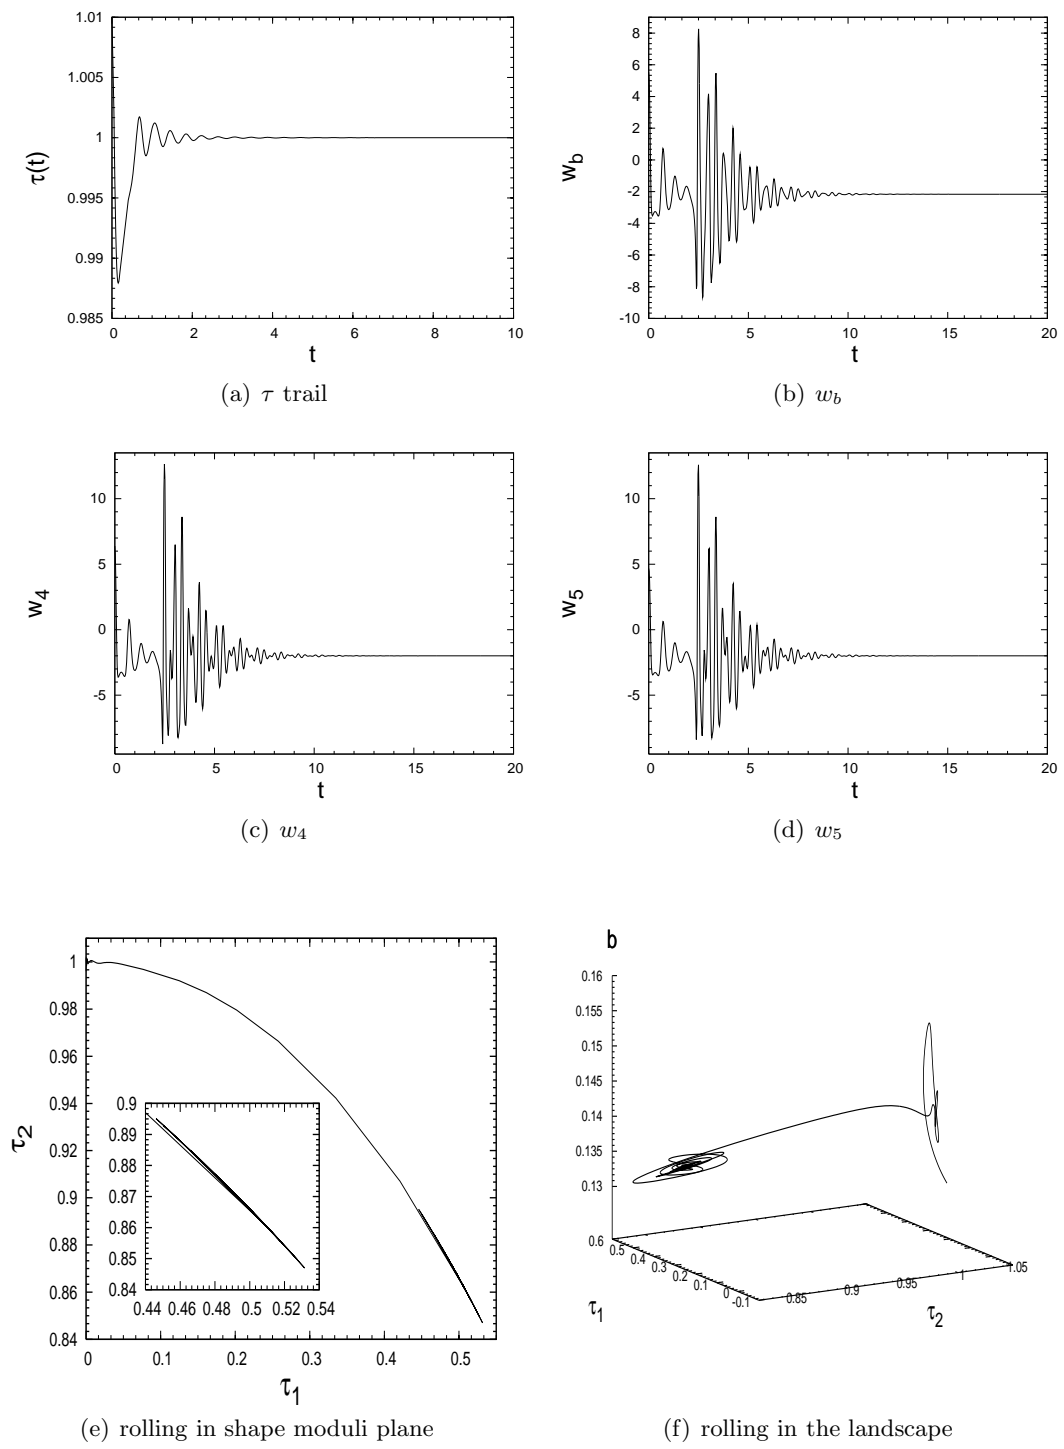 1.01
1.005
1
0.995
0.99
0.985
τ(t)
0 2 4 6 8 10
t
(a) τ trail
8
6
4
2
0
-2
-4
-6
-8
-10
w_b
0 5 10 15 20
t
(b) w_b
10
5
0
-5
w_4
0 5 10 15 20
t
(c) w_4
10
5
0
-5
w_5
0 5 10 15 20
t
(d) w_5
1
0.98
0.96
0.94
0.92
0.9
0.88
0.86
0.84
τ_2
0.9
0.89
0.88
0.87
0.86
0.85
0.84
0.44 0.46 0.48 0.5 0.52 0.54
0 0.1 0.2 0.3 0.4 0.5
τ_1
(e) rolling in shape moduli plane
b
0.16
0.155
0.15
0.145
0.14
0.135
0.13
0.6 0.5 0.4 0.3 0.2 0.1 0 -0.1
τ_1
0.85 0.9 0.95 1 1.05
τ_2
(f) rolling in the landscape